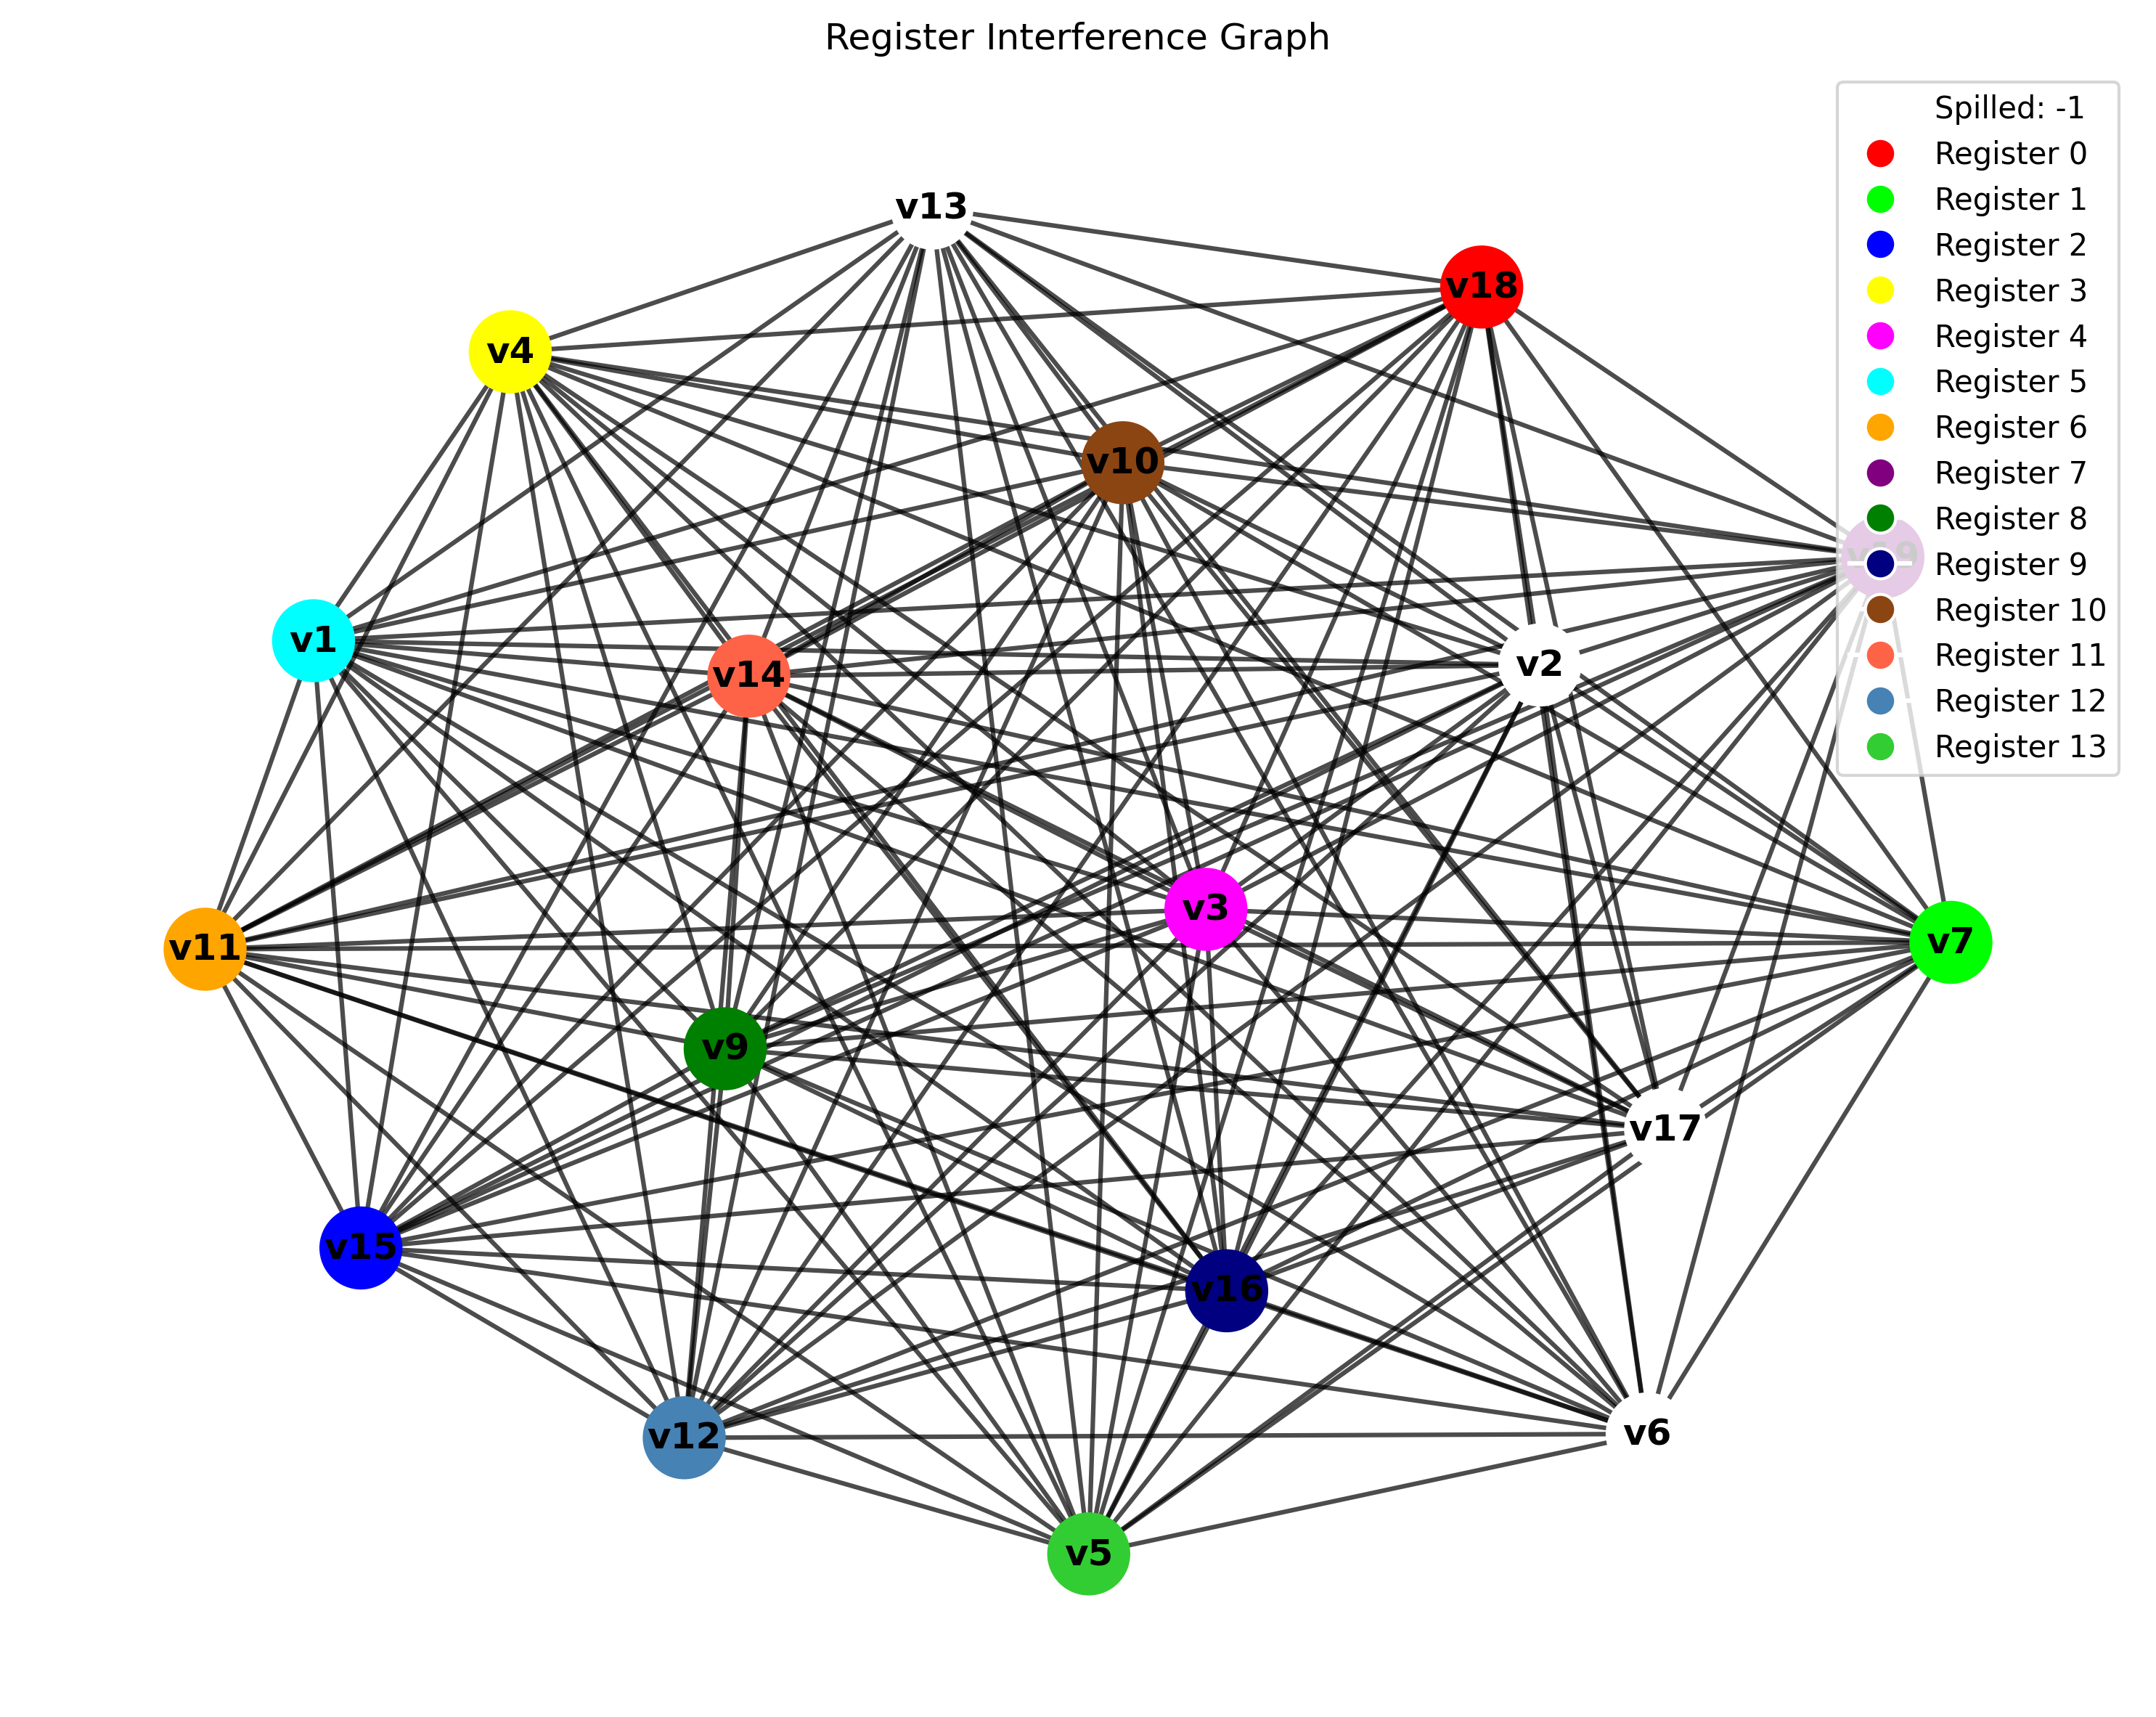 Register Interference Graph
Spilled: -1
Register 0
Register 1
Register 2
Register 3
Register 4
Register 5
Register 6
Register 7
Register 8
Register 9
Register 10
Register 11
Register 12
Register 13
v13
v18
v4
v10
v1
v14
v2
v3
v7
v11
v9
v17
v15
v16
v12
v6
v5